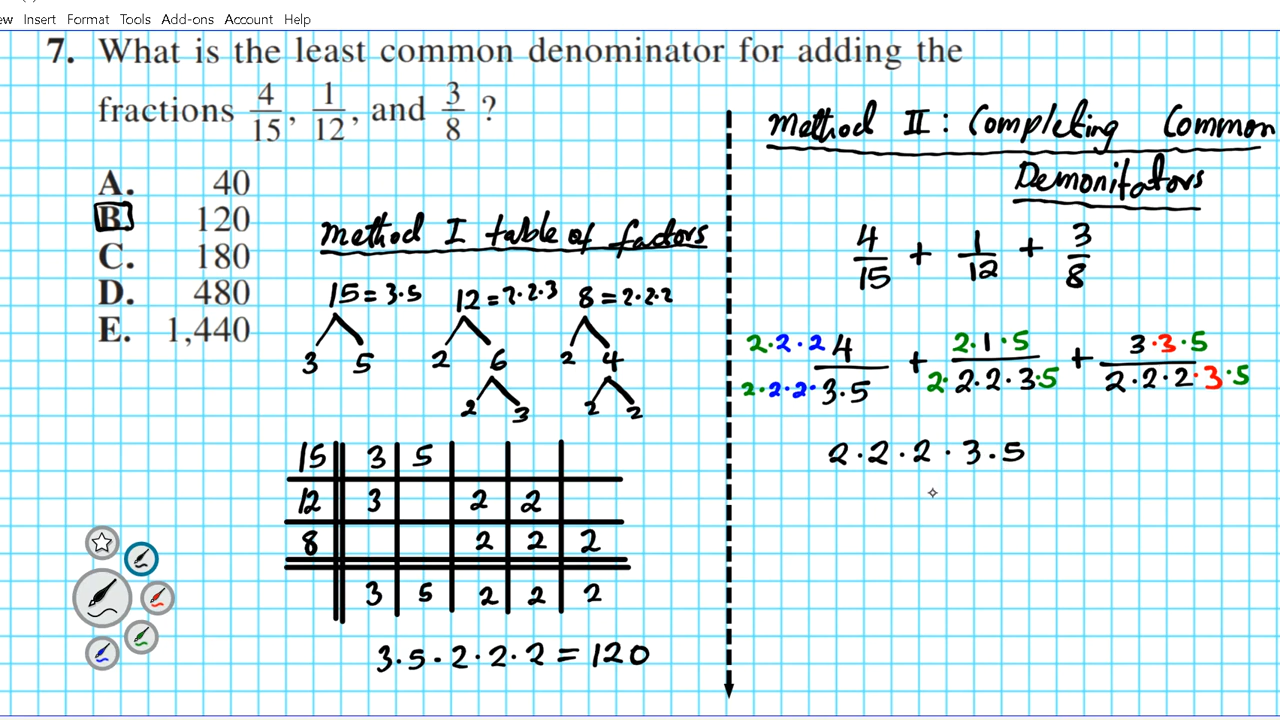 ew Insert Format Tools Add-ons Account Help
7. What is the least common denominator for adding the
fractions 4/15, 1/12, and 3/8 ?
A. 40
B. 120
C. 180
D. 480
E. 1,440
Method I table of factors
15 = 3·5 12 = 2·2·3 8 = 2·2·2
3 5 2 6 2 4
2 3 2 2
15 3 5
12 3 2 2
8 2 2 2
3 5 2 2 2
3·5·2·2·2 = 120
Method II: Completing Common
Demonitators
4/15 + 1/12 + 3/8
2·2·2 4 + 2·1·5 + 3·3·5
2·2·2·3·5 2·2·2·3·5 2·2·2·3·5
2·2·2·3·5